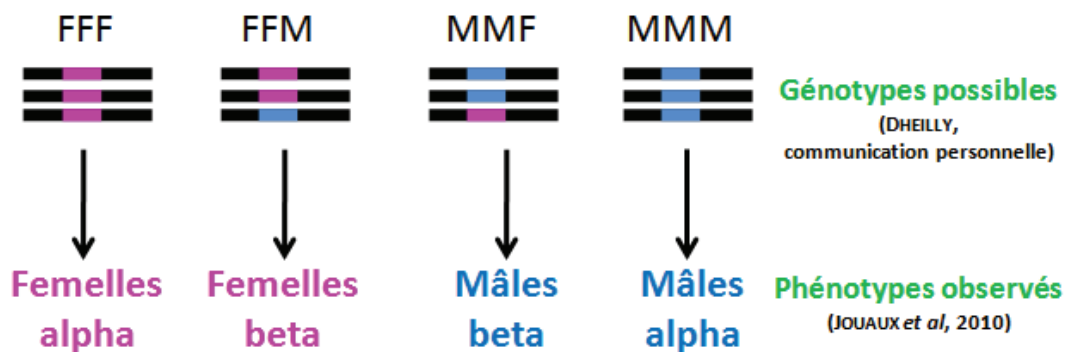 FFF FFM MMF MMM
Génotypes possibles
(DHEILLY,
communication personnelle)
Femelles Femelles Mâles Mâles
alpha beta beta alpha
Phénotypes observés
(JOUAUX et al, 2010)